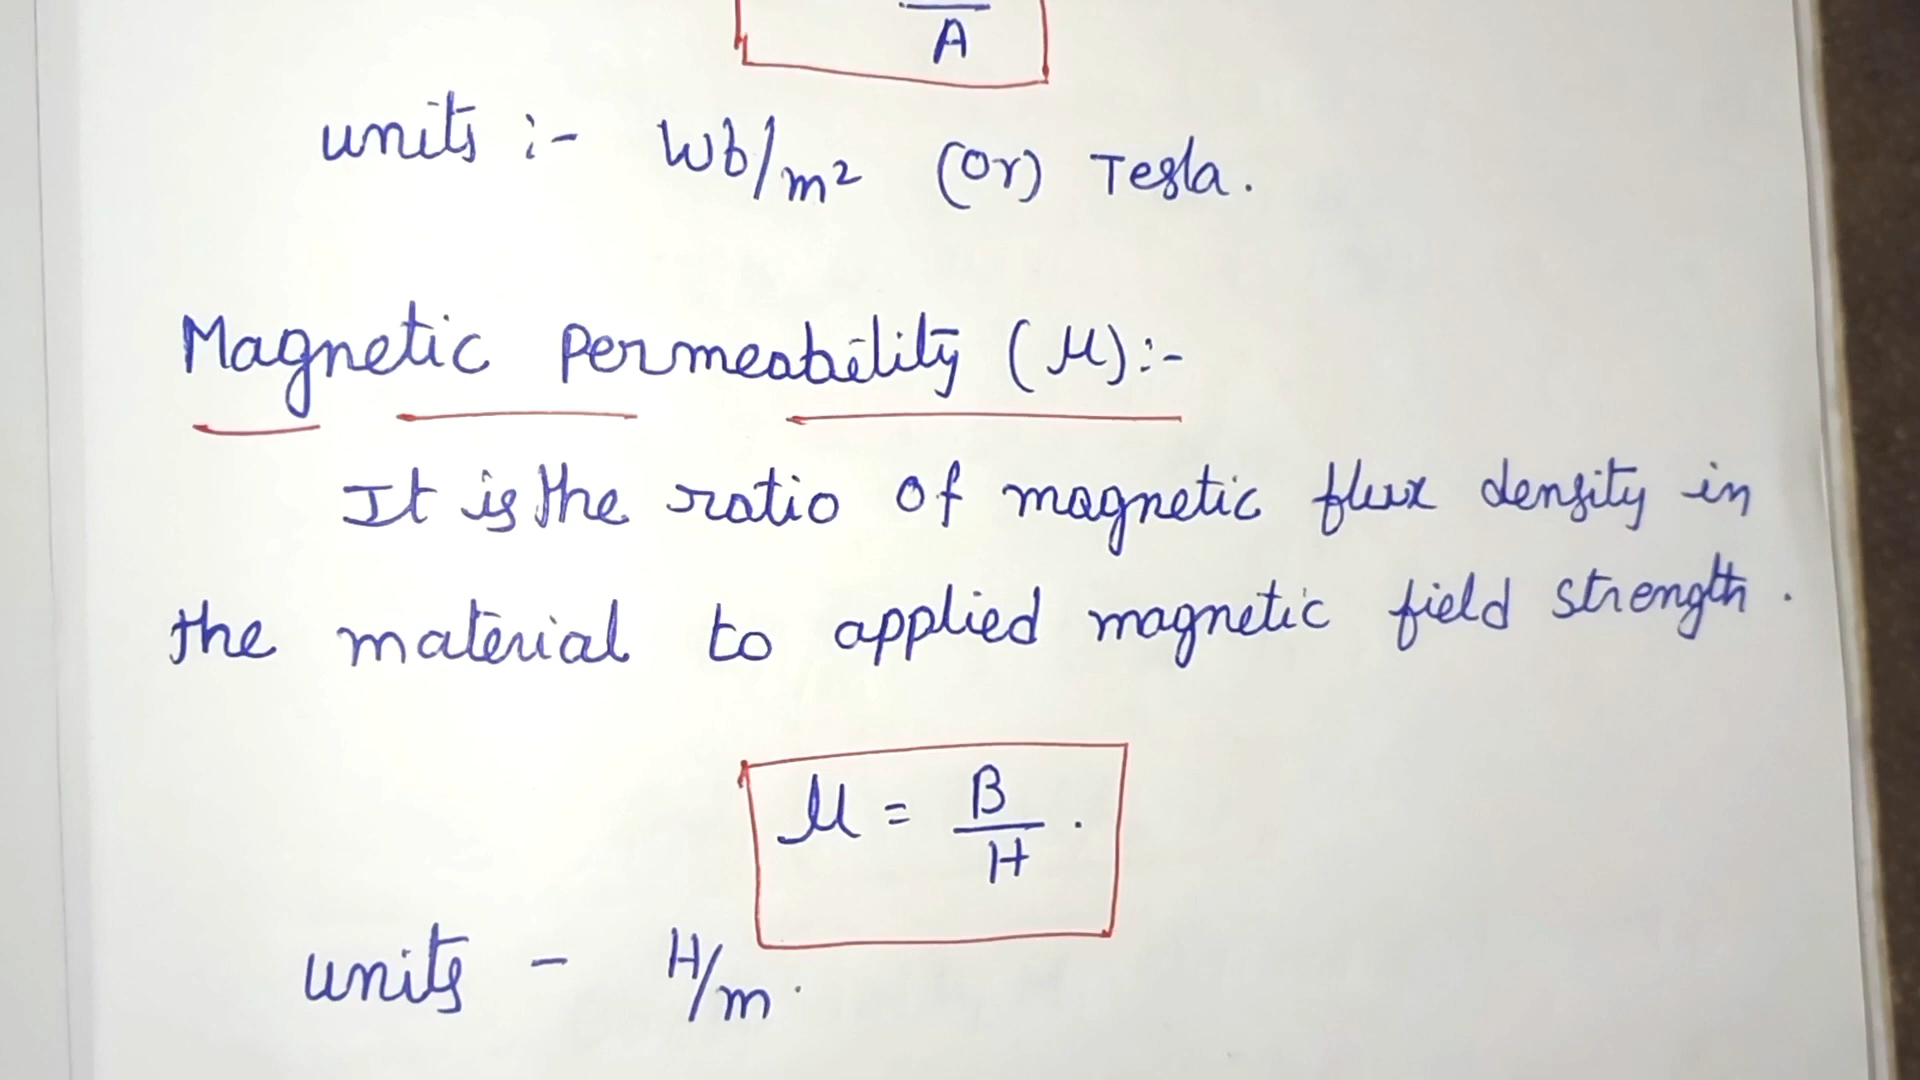 A
units :- Wb/m² (or) Tesla.
Magnetic Permeability (μ):-
It is the ratio of magnetic flux density in
the material to applied magnetic field strength.
μ = B/H .
units - H/m.